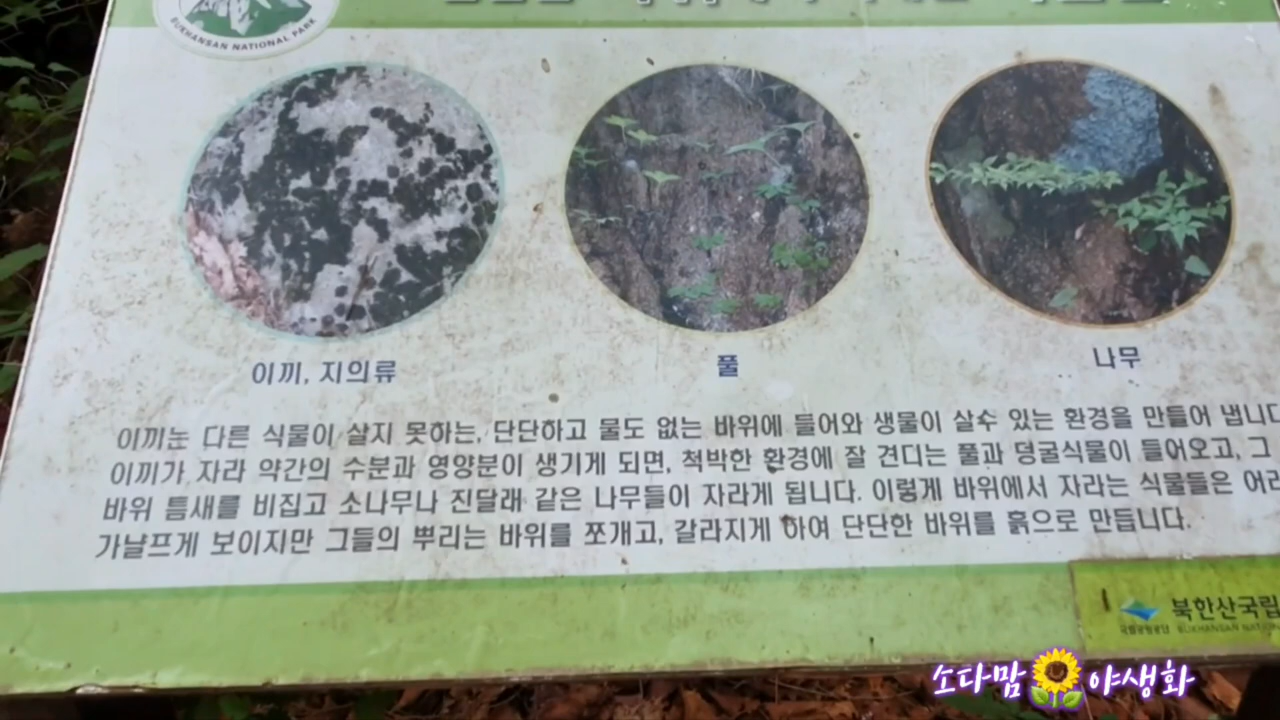 BUKHANSAN NATIONAL PARK
이끼, 지의류
풀
나무
이끼는 다른 식물이 살지 못하는, 단단하고 물도 없는 바위에 들어와 생물이 살수 있는 환경을 만들어 냅니다
이끼가 자라 약간의 수분과 영양분이 생기게 되면, 척박한 환경에 잘 견디는 풀과 덩굴식물이 들어오고, 그
바위 틈새를 비집고 소나무나 진달래 같은 나무들이 자라게 됩니다. 이렇게 바위에서 자라는 식물들은
가냘프게 보이지만 그들의 뿌리는 바위를 쪼개고, 갈라지게 하여 단단한 바위를 흙으로 만듭니다.
북한산국립
국립공원공단 BUKHANSAN NATION
소다맘 야생화